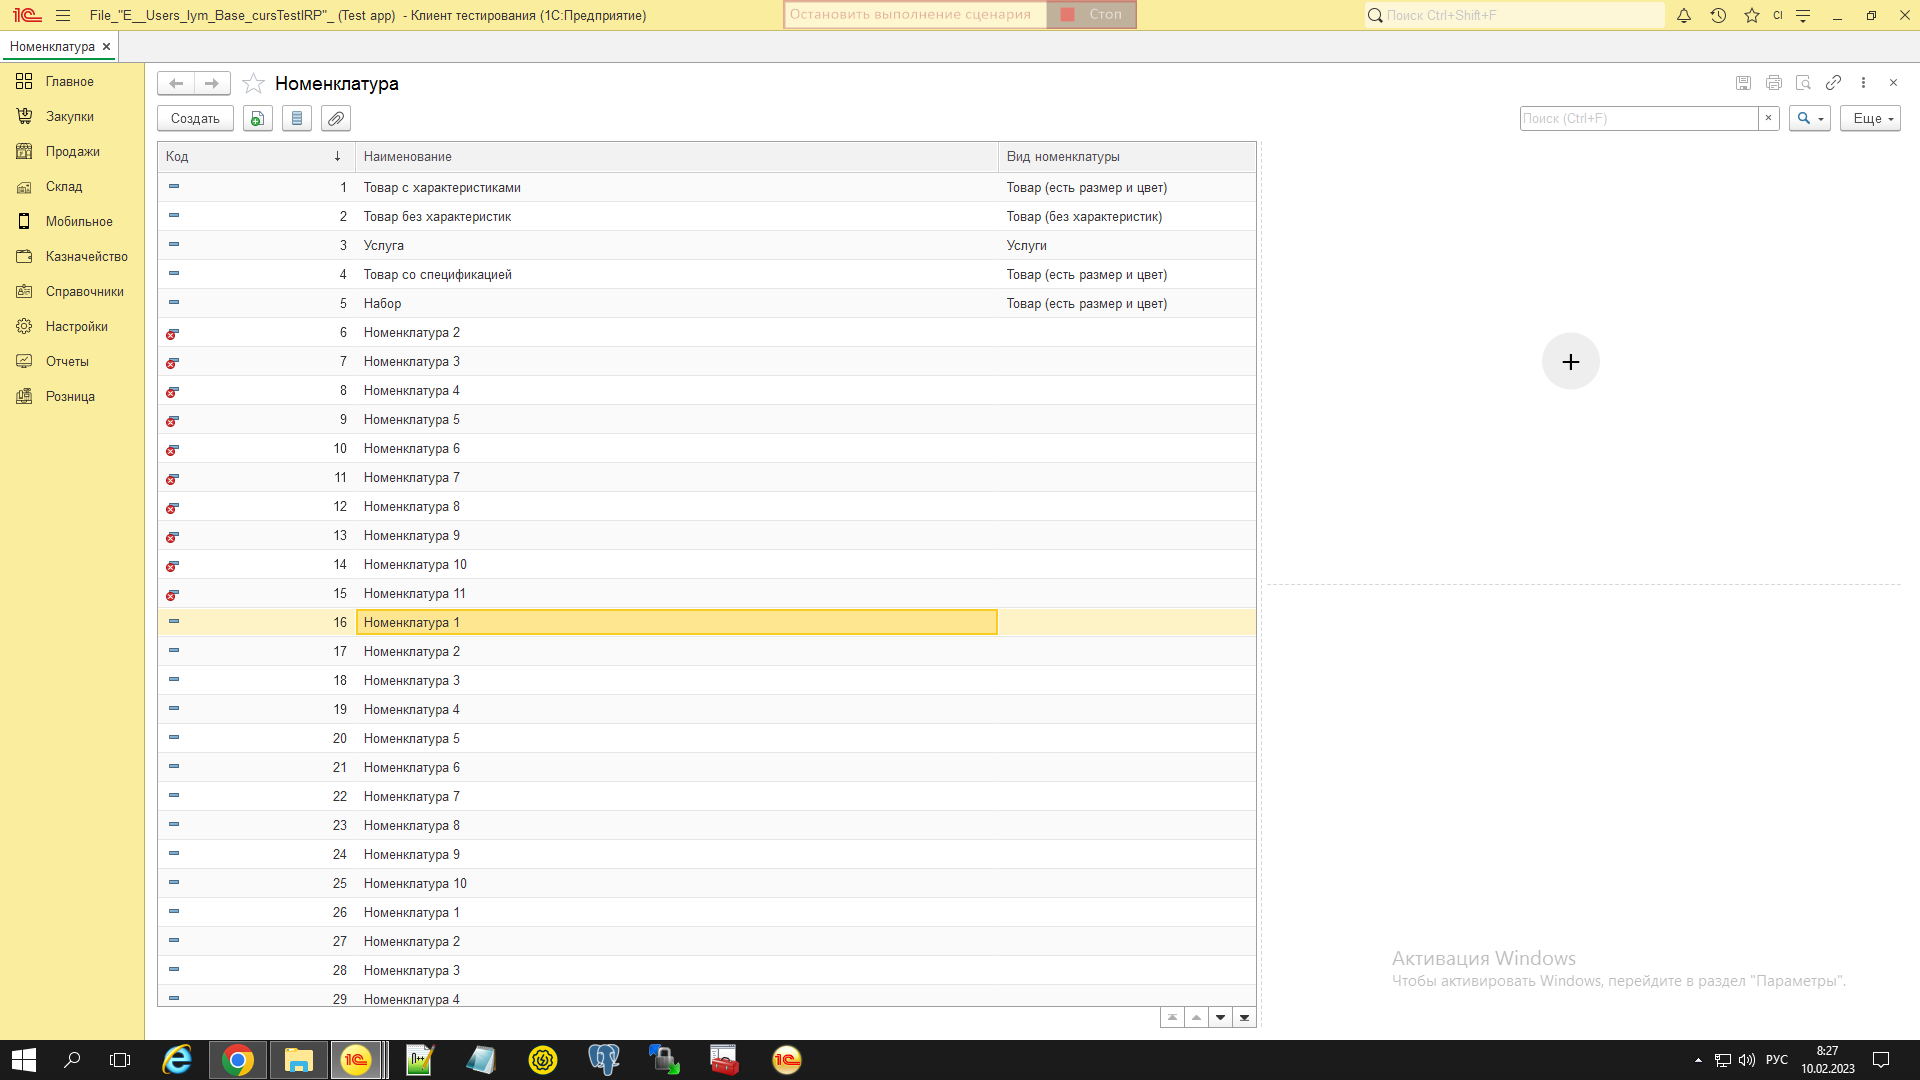 File_"E__Users_lym_Base_cursTestIRP"_ (Test app) - Клиент тестирования (1С:Предприятие)
Остановить выполнение сценария Стоп
Поиск Ctrl+Shift+F
CI
Номенклатура
Главное
Закупки
Продажи
Склад
Мобильное
Казначейство
Справочники
Настройки
Отчеты
Розница
Номенклатура
Создать
Поиск (Ctrl+F)
Еще
Код Наименование Вид номенклатуры
1 Товар с характеристиками Товар (есть размер и цвет)
2 Товар без характеристик Товар (без характеристик)
3 Услуга Услуги
4 Товар со спецификацией Товар (есть размер и цвет)
5 Набор Товар (есть размер и цвет)
6 Номенклатура 2
7 Номенклатура 3
8 Номенклатура 4
9 Номенклатура 5
10 Номенклатура 6
11 Номенклатура 7
12 Номенклатура 8
13 Номенклатура 9
14 Номенклатура 10
15 Номенклатура 11
16 Номенклатура 1
17 Номенклатура 2
18 Номенклатура 3
19 Номенклатура 4
20 Номенклатура 5
21 Номенклатура 6
22 Номенклатура 7
23 Номенклатура 8
24 Номенклатура 9
25 Номенклатура 10
26 Номенклатура 1
27 Номенклатура 2
28 Номенклатура 3
29 Номенклатура 4
Активация Windows
Чтобы активировать Windows, перейдите в раздел "Параметры".
РУС
8:27
10.02.2023